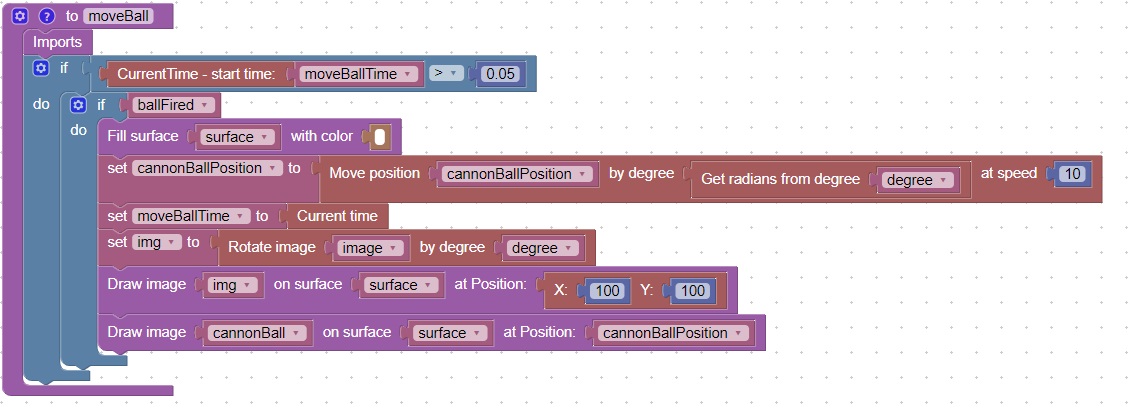 ? to moveBall
Imports
if CurrentTime - start time: moveBallTime > 0.05
do if ballFired
do Fill surface surface with color
set cannonBallPosition to Move position cannonBallPosition by degree Get radians from degree degree at speed 10
set moveBallTime to Current time
set img to Rotate image image by degree degree
Draw image img on surface surface at Position: X: 100 Y: 100
Draw image cannonBall on surface surface at Position: cannonBallPosition